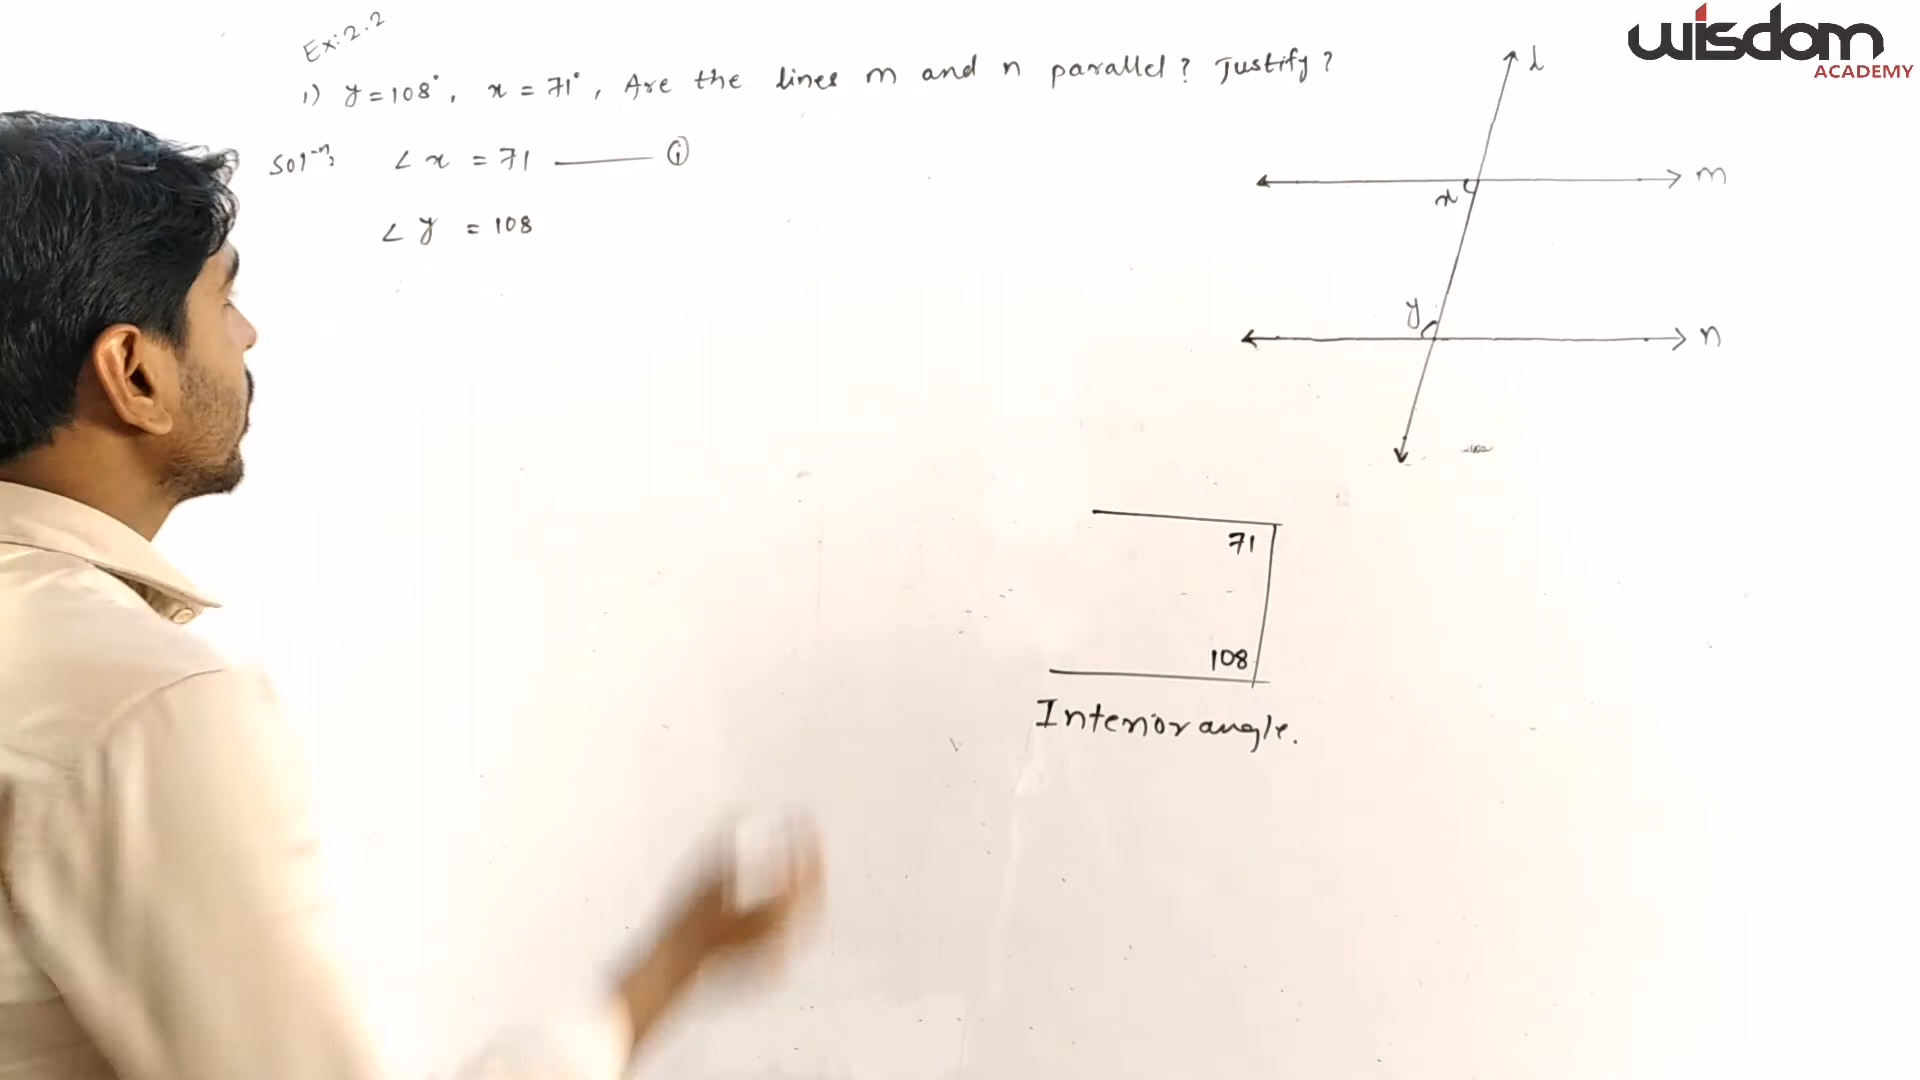 wisdom
ACADEMY
Ex: 2.2
1) y = 108°, x = 71°, Are the lines m and n parallel? Justify?
Sol-n:
∠ x = 71 ——— ①
∠ y = 108
l
m
x
y
n
71
108
Interior angle.